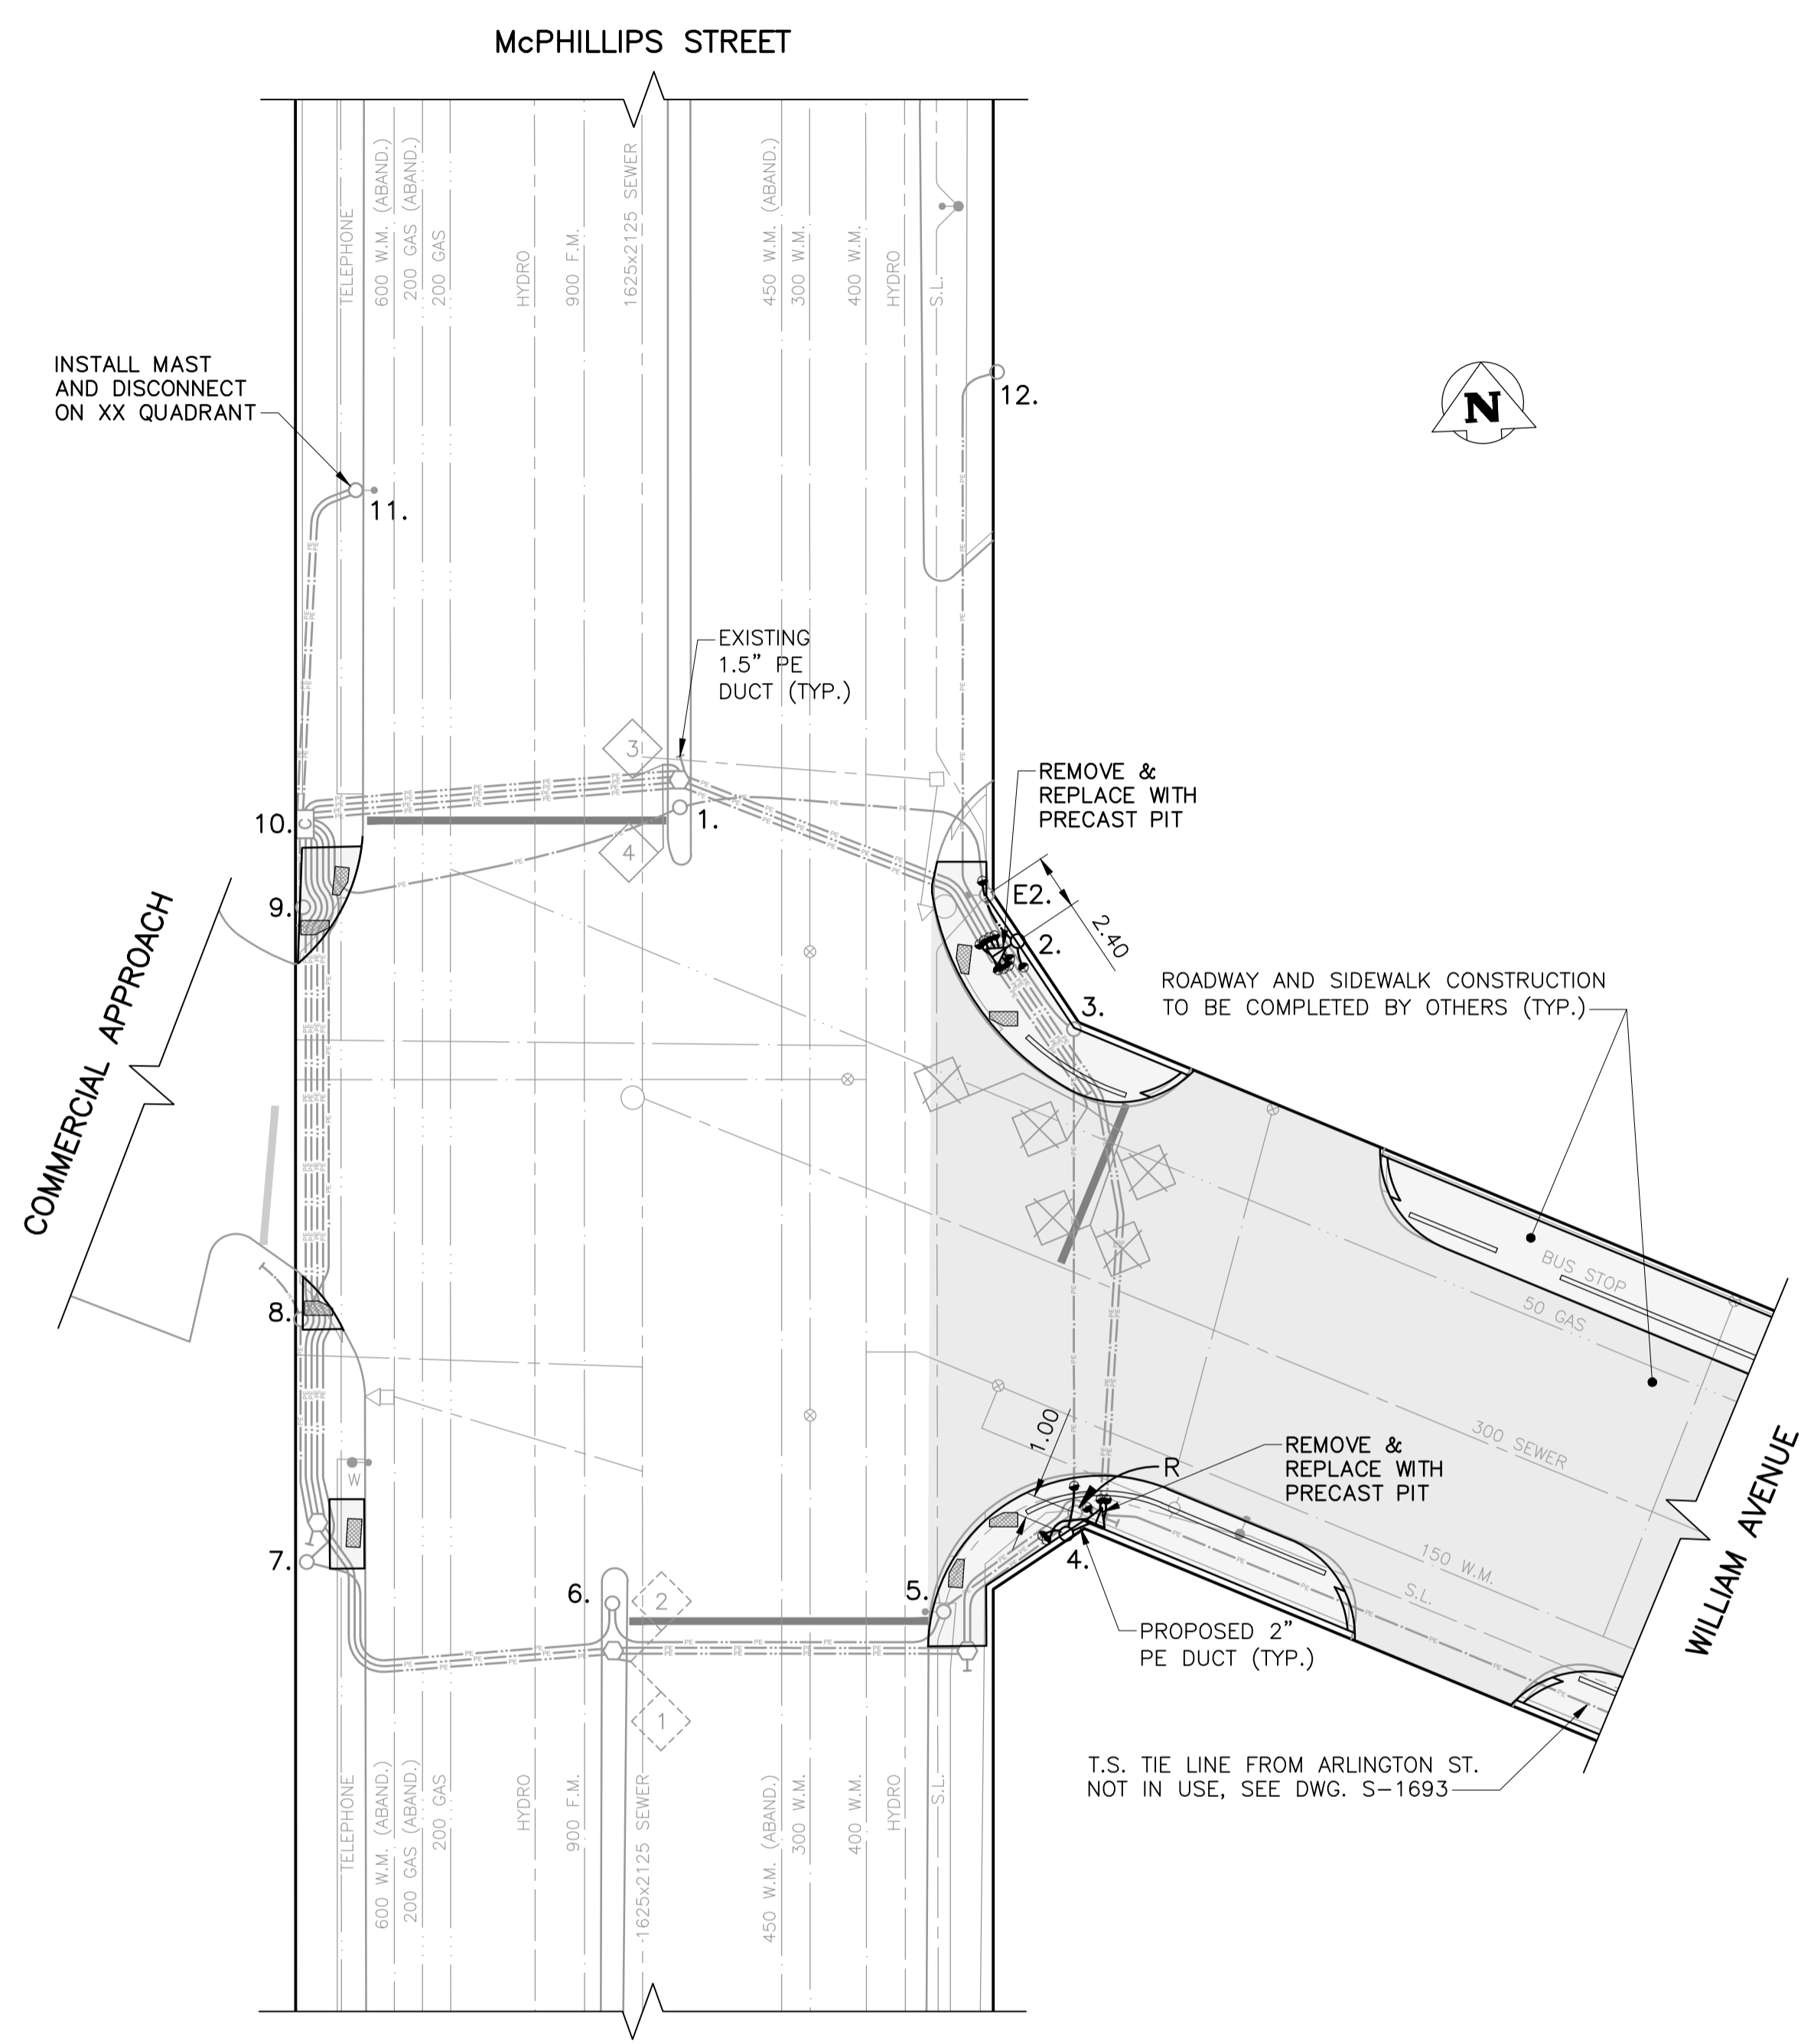 McPHILLIPS STREET
TELEPHONE
600 W.M. (ABAND.)
200 GAS (ABAND.)
200 GAS
HYDRO
900 F.M.
1625x2125 SEWER
450 W.M. (ABAND.)
300 W.M.
400 W.M.
HYDRO
S.L.
INSTALL MAST
AND DISCONNECT
ON XX QUADRANT
11.
12.
N
EXISTING
1.5" PE
DUCT (TYP.)
3
REMOVE &
REPLACE WITH
PRECAST PIT
10.
C
1.
4
9.
E2.
2.
2.40
3.
ROADWAY AND SIDEWALK CONSTRUCTION
TO BE COMPLETED BY OTHERS (TYP.)
COMMERCIAL APPROACH
BUS STOP
50 GAS
8.
300 SEWER
1.00
R
REMOVE &
REPLACE WITH
PRECAST PIT
W
150 W.M.
S.L.
WILLIAM AVENUE
7.
6.
2
5.
4.
PROPOSED 2"
PE DUCT (TYP.)
1
T.S. TIE LINE FROM ARLINGTON ST.
NOT IN USE, SEE DWG. S-1693
TELEPHONE
600 W.M. (ABAND.)
200 GAS (ABAND.)
200 GAS
HYDRO
900 F.M.
1625x2125 SEWER
450 W.M. (ABAND.)
300 W.M.
400 W.M.
HYDRO
S.L.